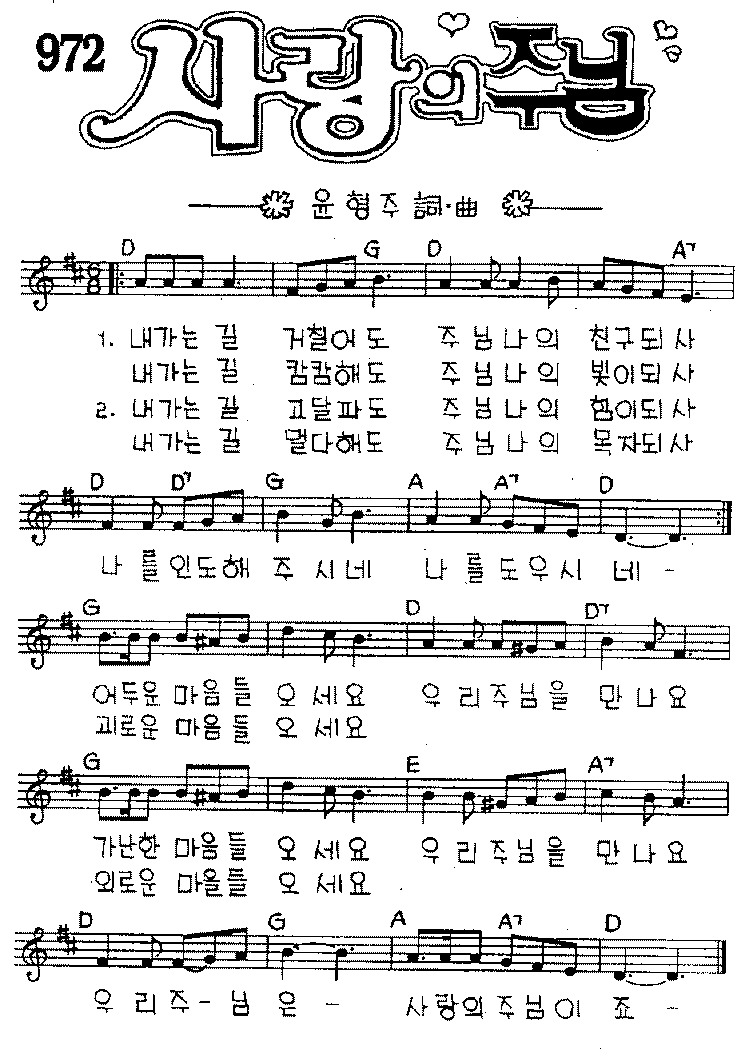 972 사랑의 주님
윤형주 詞·曲
D G D A7
1. 내가는길 거칠어도 주님나의 친구되사
내가는길 캄캄해도 주님나의 빛이되사
2. 내가는길 고달파도 주님나의 힘이되사
내가는길 멀다해도 주님나의 목자되사
D D7 G A A7 D
나를인도해 주시네 나를도우시네 -
G D D7
어두운마음들 오세요 우리주님을 만나요
괴로운마음들 오세요
G E A7
가난한마음들 오세요 우리주님을 만나요
외로운마을들 오세요
D G A A7 D
우리주-님은- 사랑의주님이죠 -